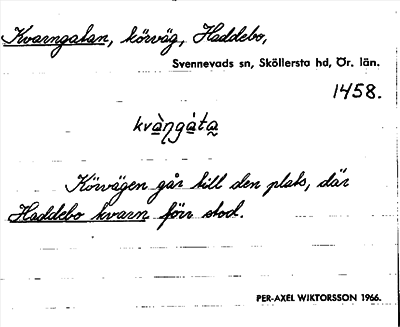 Kvarngatan, körväg, Haddebo,
Svennevads sn, Sköllersta hd, Ör. län.
1458.
kvàŋgàta̰
Körvägen går till den plats, där
Haddebo kvarn förr stod.
PER-AXEL WIKTORSSON 1966.